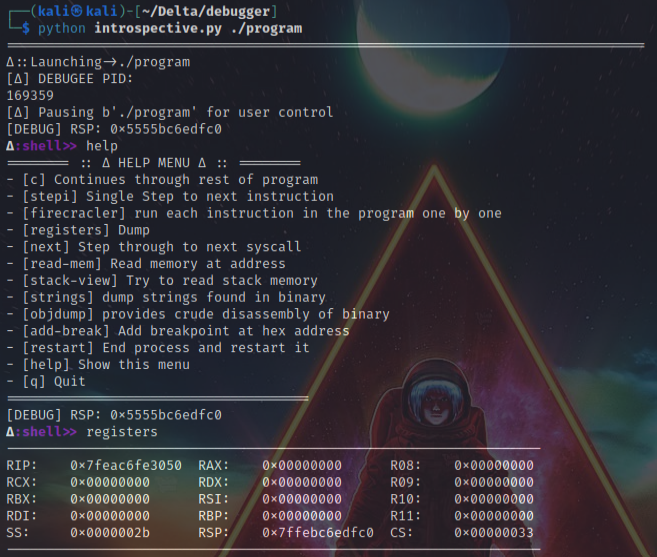 ┌──(kali㉿kali)-[~/Delta/debugger]
└─$ python introspective.py ./program
Δ::Launching→./program
[Δ] DEBUGEE PID:
169359
[Δ] Pausing b'./program' for user control
[DEBUG] RSP: 0×5555bc6edfc0
Δ:shell>> help
======== :: Δ HELP MENU Δ :: ========
- [c] Continues through rest of program
- [stepi] Single Step to next instruction
- [firecracler] run each instruction in the program one by one
- [registers] Dump
- [next] Step through to next syscall
- [read-mem] Read memory at address
- [stack-view] Try to read stack memory
- [strings] dump strings found in binary
- [objdump] provides crude disassembly of binary
- [add-break] Add breakpoint at hex address
- [restart] End process and restart it
- [help] Show this menu
- [q] Quit
[DEBUG] RSP: 0×5555bc6edfc0
Δ:shell>> registers
RIP: 0×7feac6fe3050 RAX: 0×00000000 R08: 0×00000000
RCX: 0×00000000 RDX: 0×00000000 R09: 0×00000000
RBX: 0×00000000 RSI: 0×00000000 R10: 0×00000000
RDI: 0×00000000 RBP: 0×00000000 R11: 0×00000000
SS: 0×0000002b RSP: 0×7ffebc6edfc0 CS: 0×00000033